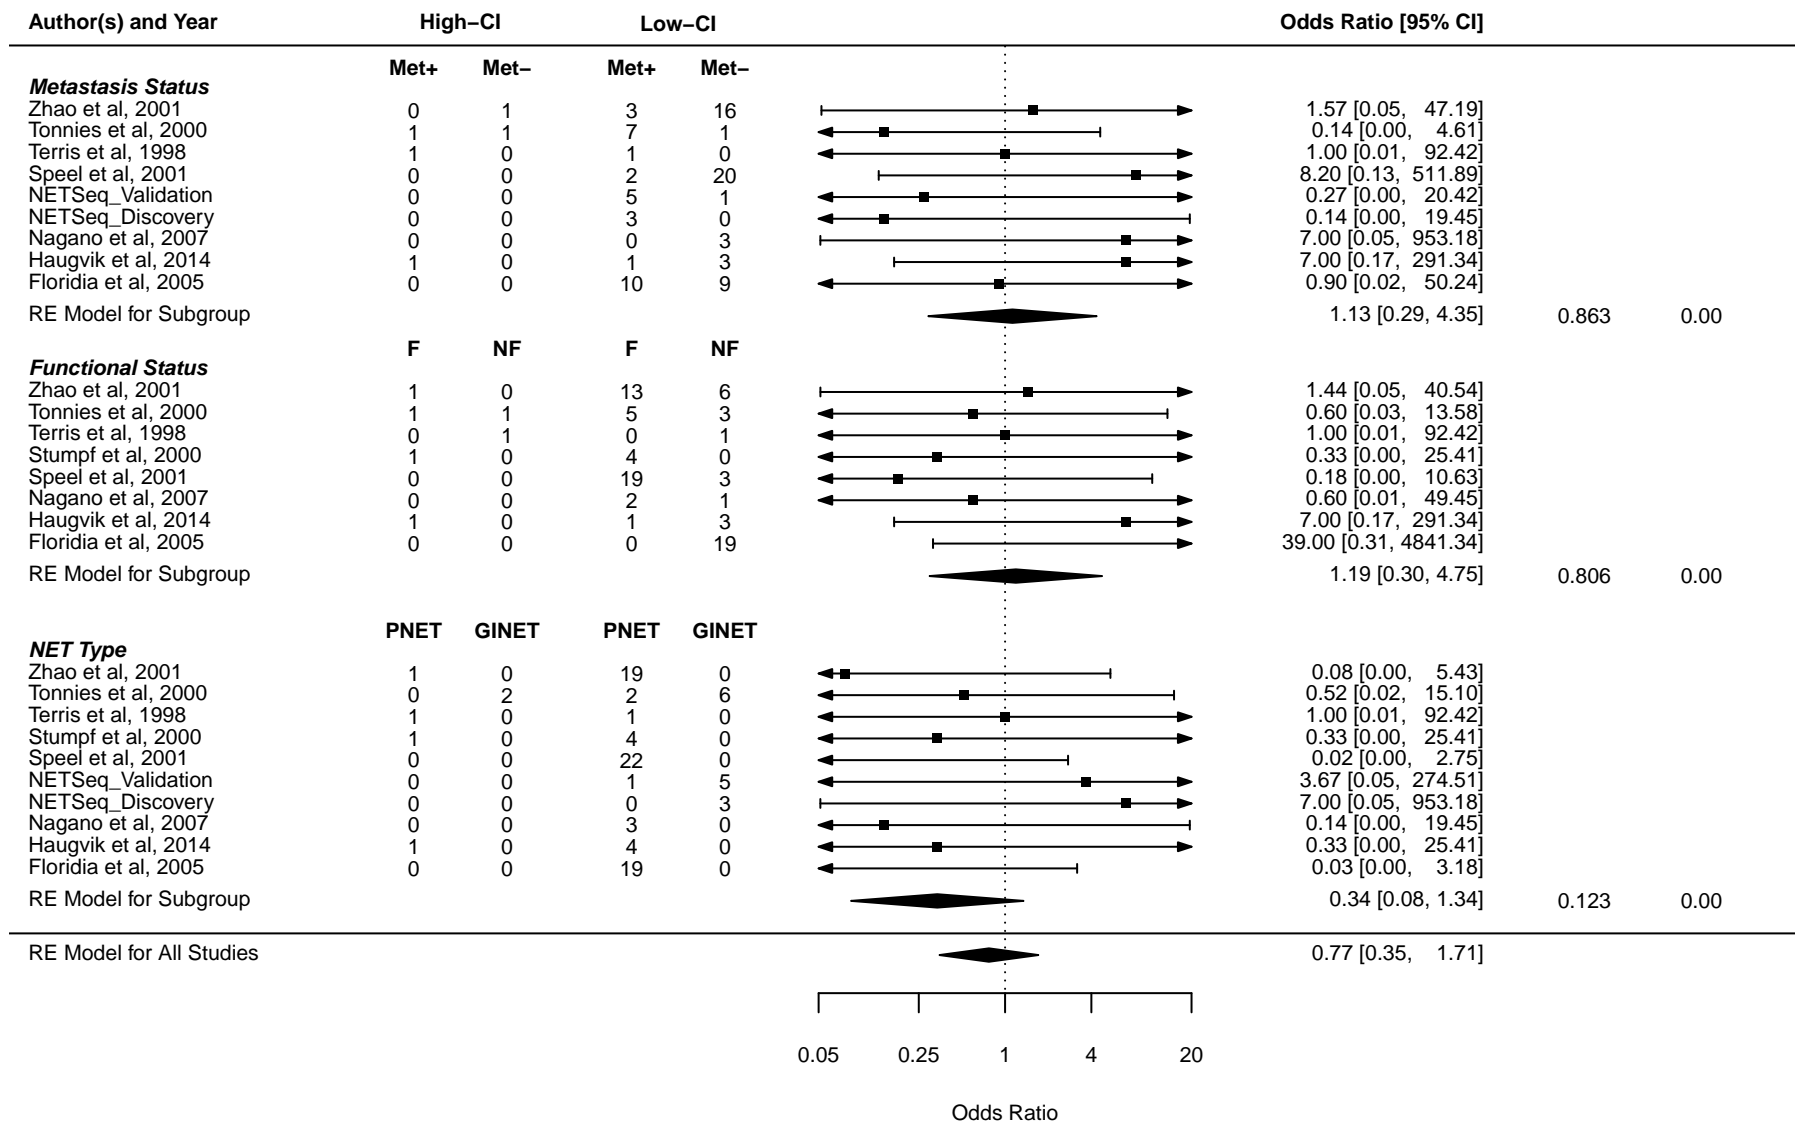 Author(s) and Year High−CI Low−CI Odds Ratio [95% CI]
Met+ Met− Met+ Met−
Metastasis Status
Zhao et al, 2001 0 1 3 16 1.57 [0.05, 47.19]
Tonnies et al, 2000 1 1 7 1 0.14 [0.00, 4.61]
Terris et al, 1998 1 0 1 0 1.00 [0.01, 92.42]
Speel et al, 2001 0 0 2 20 8.20 [0.13, 511.89]
NETSeq_Validation 0 0 5 1 0.27 [0.00, 20.42]
NETSeq_Discovery 0 0 3 0 0.14 [0.00, 19.45]
Nagano et al, 2007 0 0 0 3 7.00 [0.05, 953.18]
Haugvik et al, 2014 1 0 1 3 7.00 [0.17, 291.34]
Floridia et al, 2005 0 0 10 9 0.90 [0.02, 50.24]
RE Model for Subgroup 1.13 [0.29, 4.35] 0.863 0.00
F NF F NF
Functional Status
Zhao et al, 2001 1 0 13 6 1.44 [0.05, 40.54]
Tonnies et al, 2000 1 1 5 3 0.60 [0.03, 13.58]
Terris et al, 1998 0 1 0 1 1.00 [0.01, 92.42]
Stumpf et al, 2000 1 0 4 0 0.33 [0.00, 25.41]
Speel et al, 2001 0 0 19 3 0.18 [0.00, 10.63]
Nagano et al, 2007 0 0 2 1 0.60 [0.01, 49.45]
Haugvik et al, 2014 1 0 1 3 7.00 [0.17, 291.34]
Floridia et al, 2005 0 0 0 19 39.00 [0.31, 4841.34]
RE Model for Subgroup 1.19 [0.30, 4.75] 0.806 0.00
PNET GINET PNET GINET
NET Type
Zhao et al, 2001 1 0 19 0 0.08 [0.00, 5.43]
Tonnies et al, 2000 0 2 2 6 0.52 [0.02, 15.10]
Terris et al, 1998 1 0 1 0 1.00 [0.01, 92.42]
Stumpf et al, 2000 1 0 4 0 0.33 [0.00, 25.41]
Speel et al, 2001 0 0 22 0 0.02 [0.00, 2.75]
NETSeq_Validation 0 0 1 5 3.67 [0.05, 274.51]
NETSeq_Discovery 0 0 0 3 7.00 [0.05, 953.18]
Nagano et al, 2007 0 0 3 0 0.14 [0.00, 19.45]
Haugvik et al, 2014 1 0 4 0 0.33 [0.00, 25.41]
Floridia et al, 2005 0 0 19 0 0.03 [0.00, 3.18]
RE Model for Subgroup 0.34 [0.08, 1.34] 0.123 0.00
RE Model for All Studies 0.77 [0.35, 1.71]
0.05 0.25 1 4 20
Odds Ratio